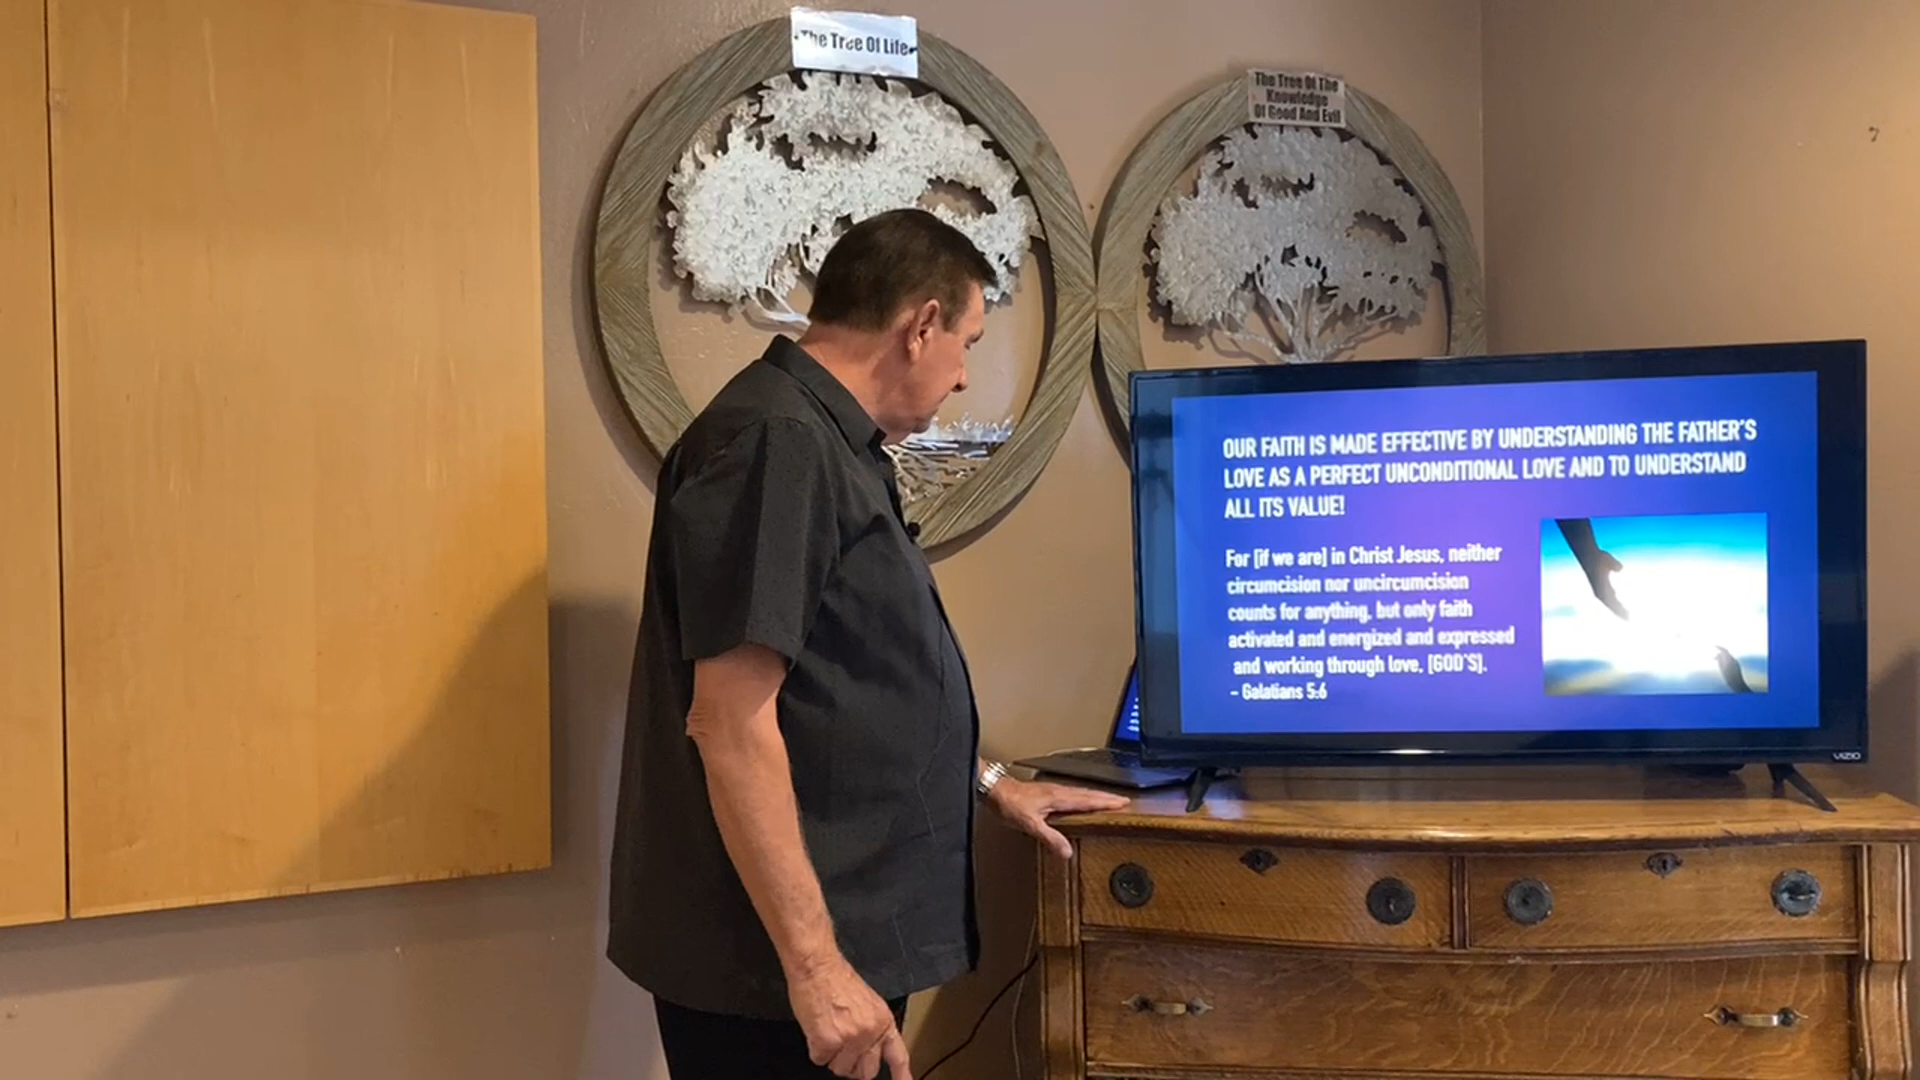 The Tree Of Life
The Tree Of The
Knowledge
Of Good And Evil
OUR FAITH IS MADE EFFECTIVE BY UNDERSTANDING THE FATHER'S
LOVE AS A PERFECT UNCONDITIONAL LOVE AND TO UNDERSTAND
ALL ITS VALUE!
For [if we are] in Christ Jesus, neither
circumcision nor uncircumcision
counts for anything, but only faith
activated and energized and expressed
and working through love, [GOD'S].
- Galatians 5:6
VIZIO